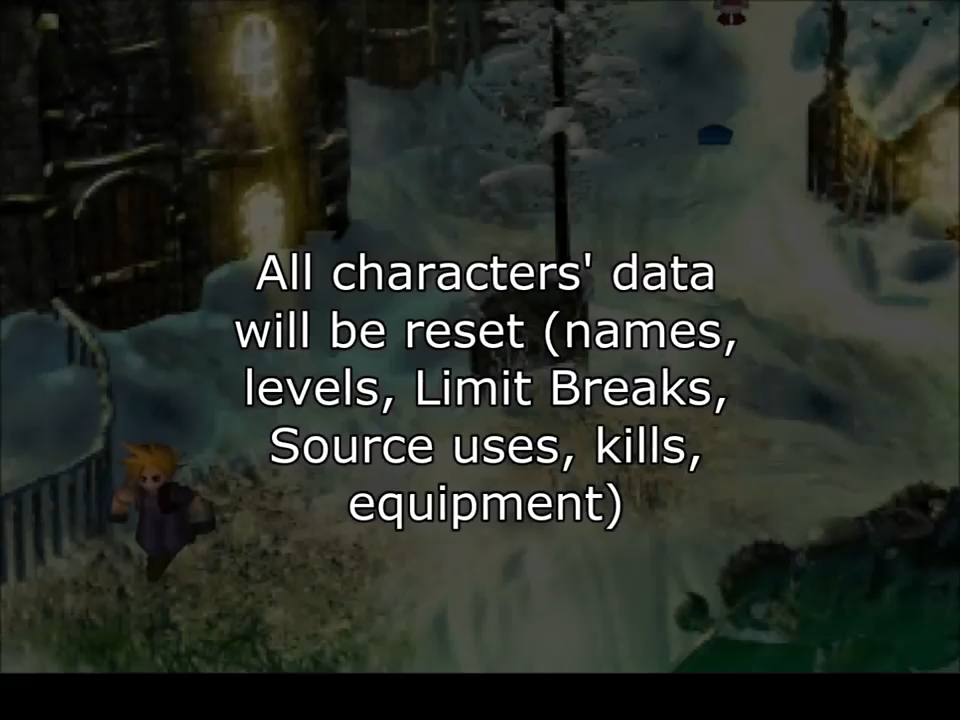 All characters' data
will be reset (names,
levels, Limit Breaks,
Source uses, kills,
equipment)